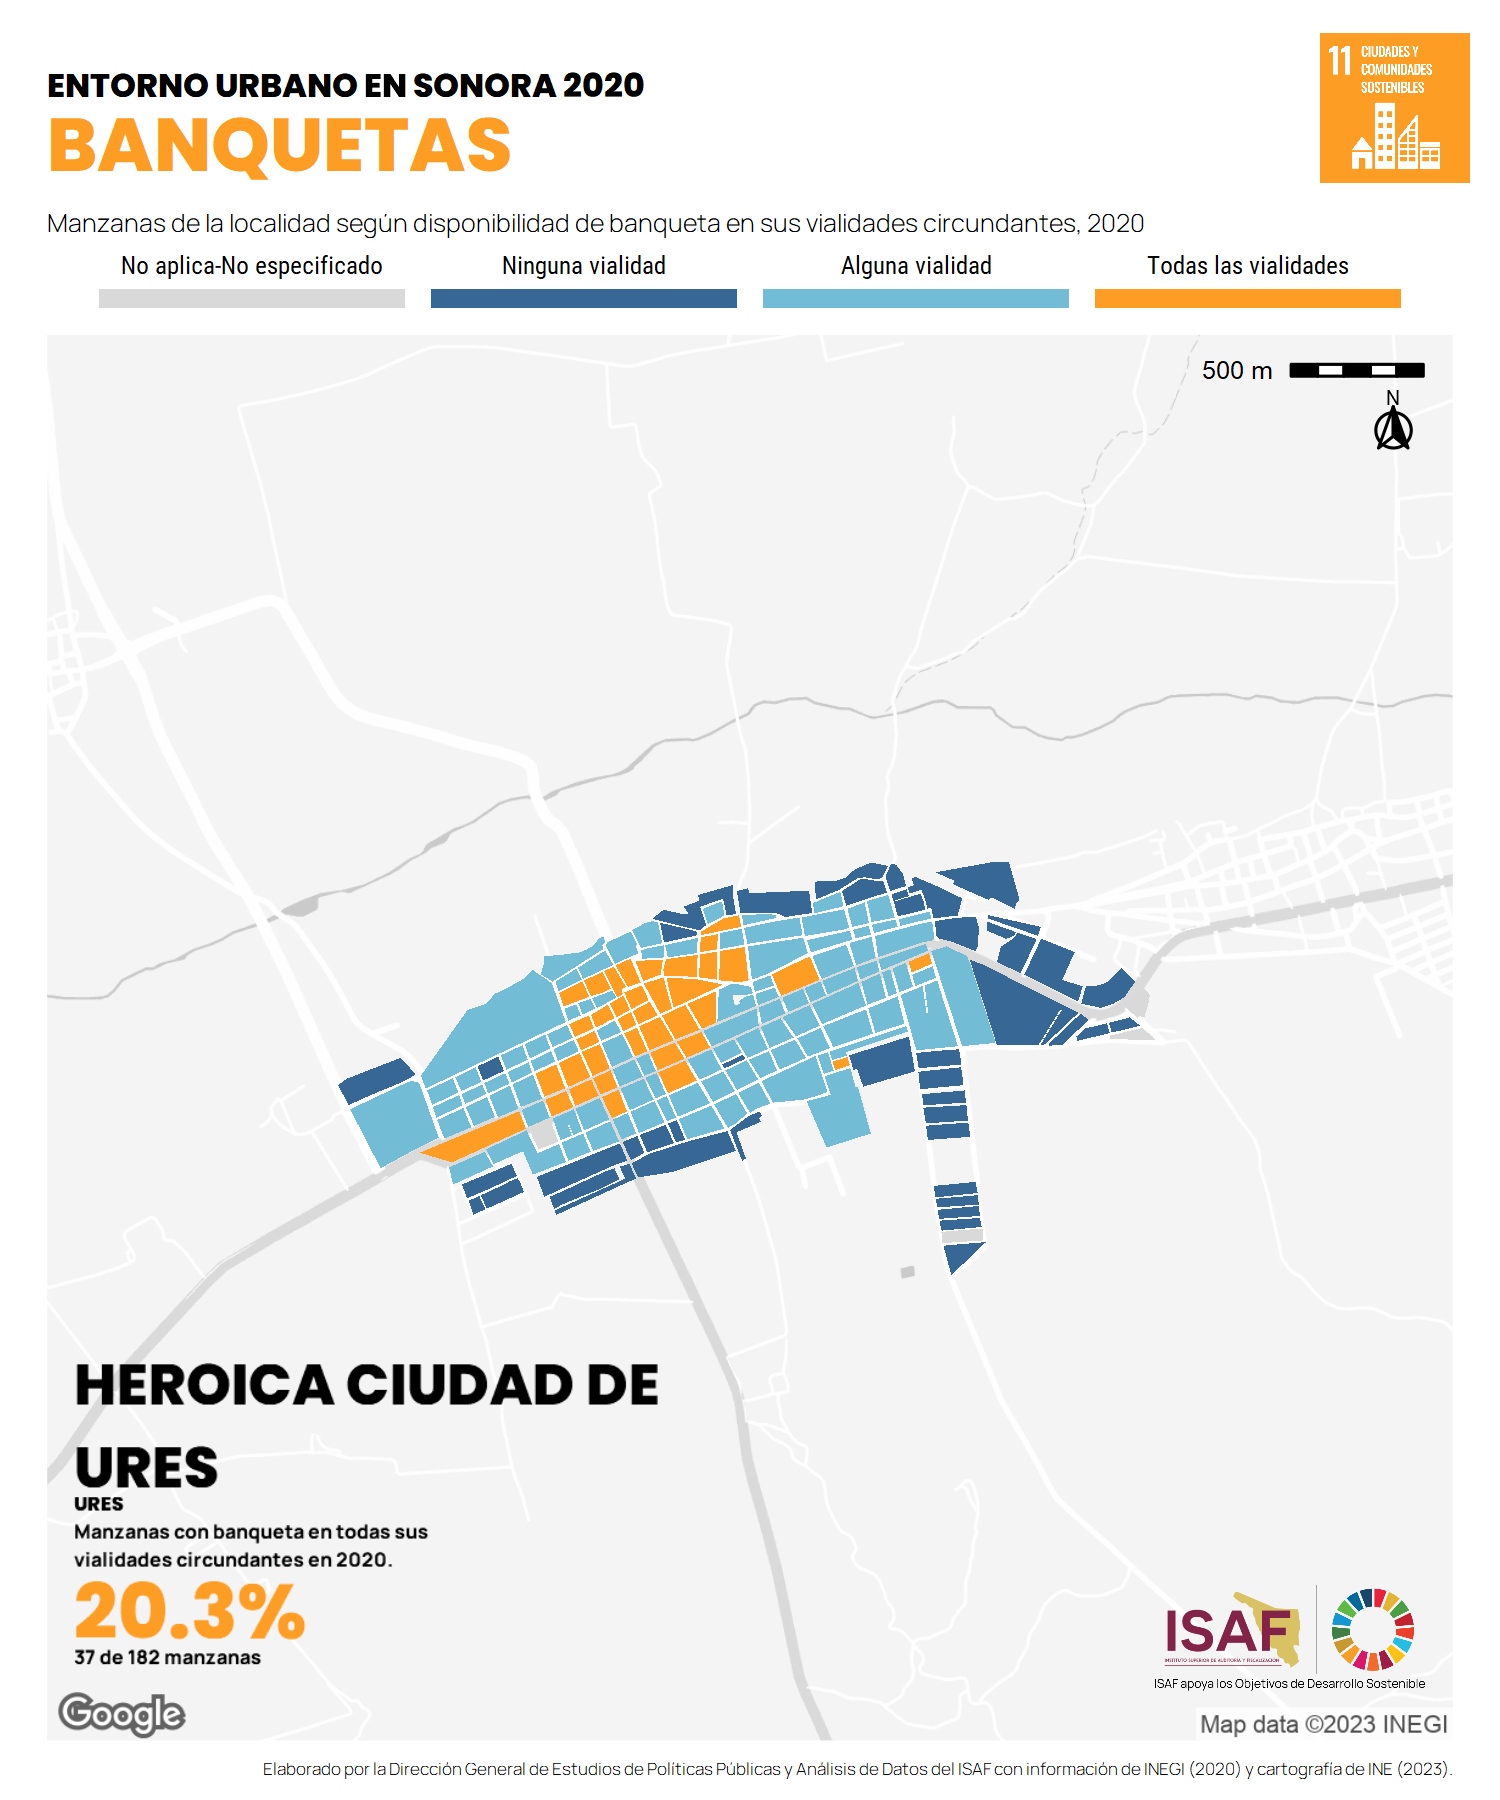 ENTORNO URBANO EN SONORA 2020
BANQUETAS
11
CIUDADES Y
COMUNIDADES
SOSTENIBLES
Manzanas de la localidad según disponibilidad de banqueta en sus vialidades circundantes, 2020
No aplica-No especificado
Ninguna vialidad
Alguna vialidad
Todas las vialidades
500 m
N
HEROICA CIUDAD DE
URES
URES
Manzanas con banqueta en todas sus
vialidades circundantes en 2020.
20.3%
37 de 182 manzanas
ISAF
INSTITUTO SUPERIOR DE AUDITORÍA Y FISCALIZACIÓN
ISAF apoya los Objetivos de Desarrollo Sostenible
Google
Map data ©2023 INEGI
Elaborado por la Dirección General de Estudios de Políticas Públicas y Análisis de Datos del ISAF con información de INEGI (2020) y cartografía de INE (2023).